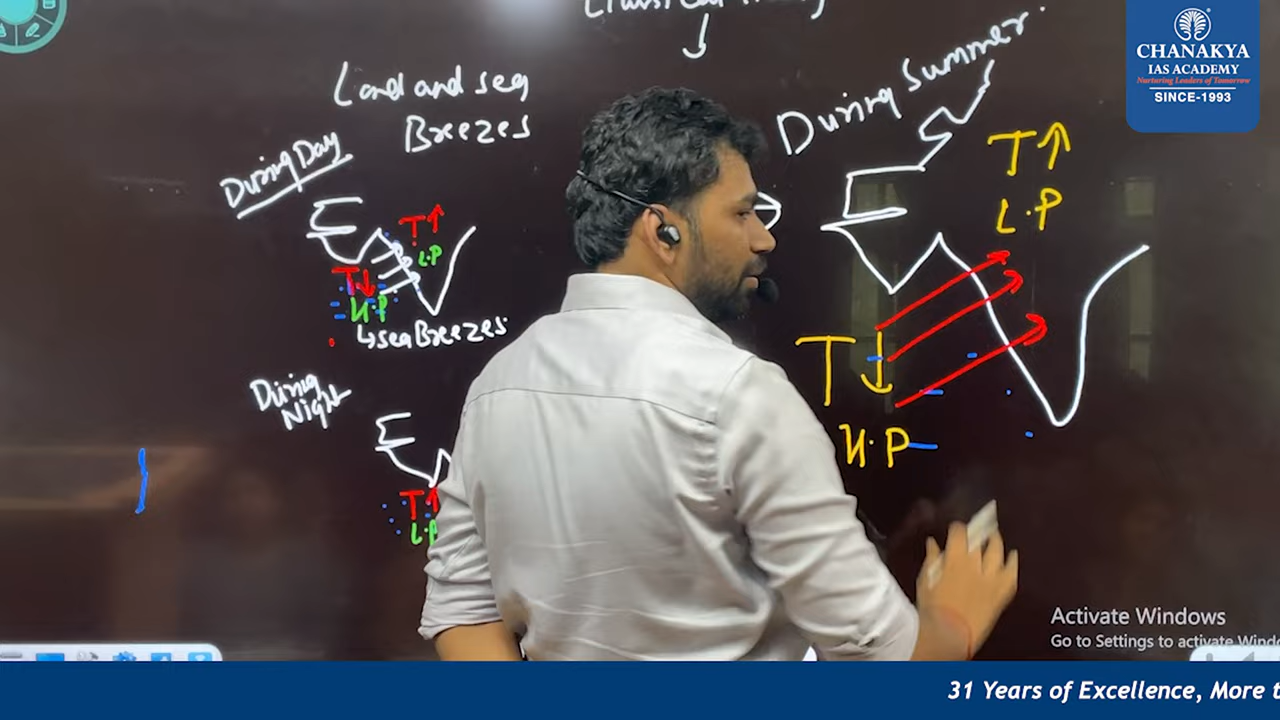 Classical
Land and sea
Breezes
During Day
T↑
L.P
T↓
H.P
↳ sea Breezes
During
Night
T↑
L.P
During Summer
T↑
L.P
T↓
H.P
CHANAKYA
IAS ACADEMY
Nurturing Leaders of Tomorrow
SINCE-1993
Activate Windows
Go to Settings to activate Windo
31 Years of Excellence, More t